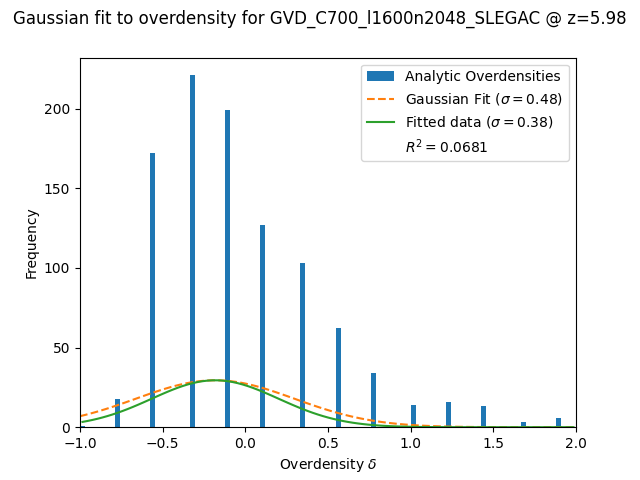 Gaussian fit to overdensity for GVD_C700_l1600n2048_SLEGAC @ z=5.98
Analytic Overdensities
Gaussian Fit (σ = 0.48)
Fitted data (σ = 0.38)
R² = 0.0681
Frequency
200
150
100
50
0
−1.0 −0.5 0.0 0.5 1.0 1.5 2.0
Overdensity δ